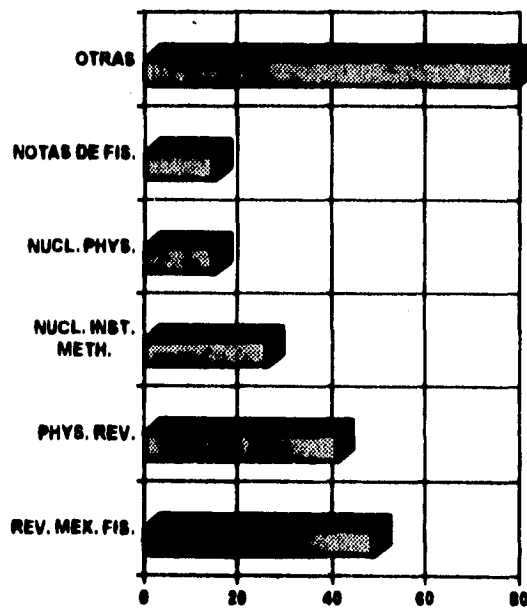 OTRAS
NOTAS DE FIS.
NUCL. PHYS.
NUCL. INST.
METH.
PHYS. REV.
REV. MEX. FIS.
0 20 40 60 80